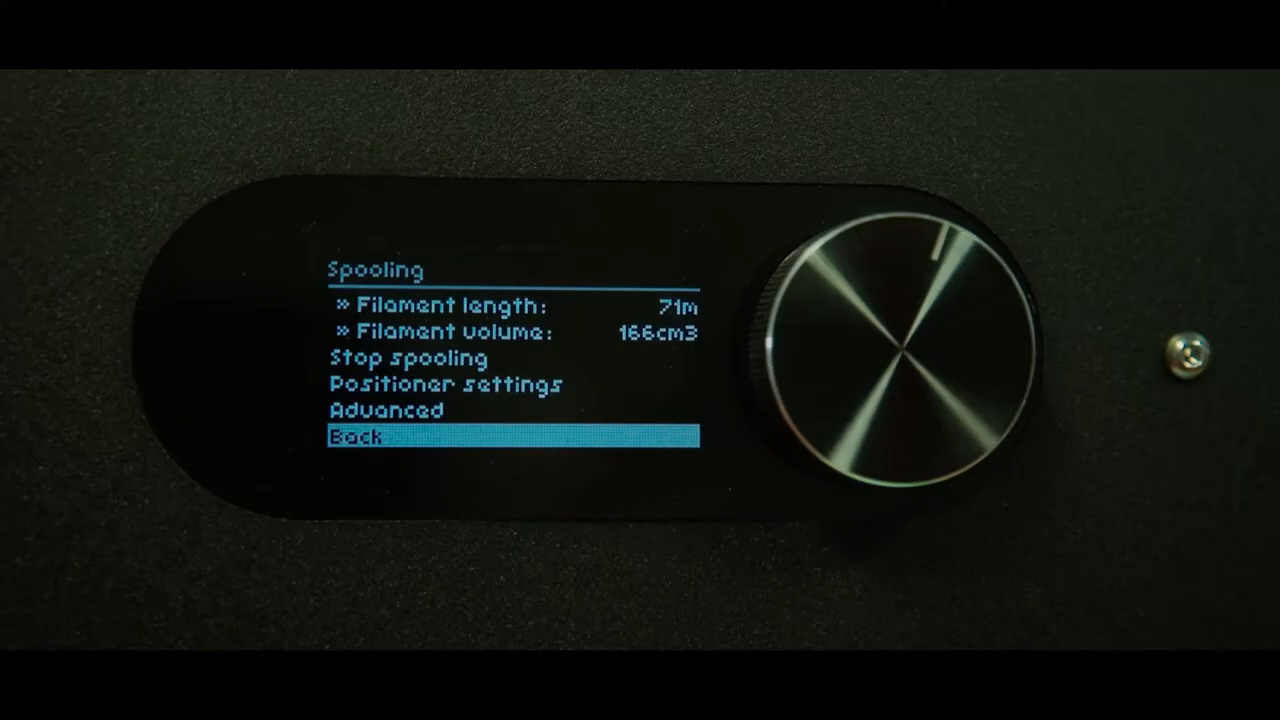 Spooling
» Filament length: 71m
» Filament volume: 166cm3
Stop spooling
Positioner settings
Advanced
Back